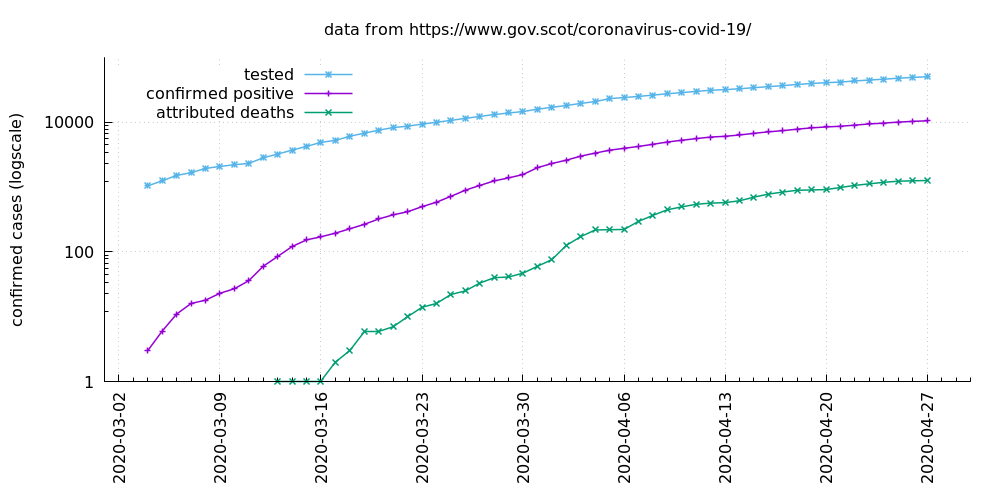 data from https://www.gov.scot/coronavirus-covid-19/
tested
confirmed positive
attributed deaths
confirmed cases (logscale)
10000
100
1
2020-03-02
2020-03-09
2020-03-16
2020-03-23
2020-03-30
2020-04-06
2020-04-13
2020-04-20
2020-04-27